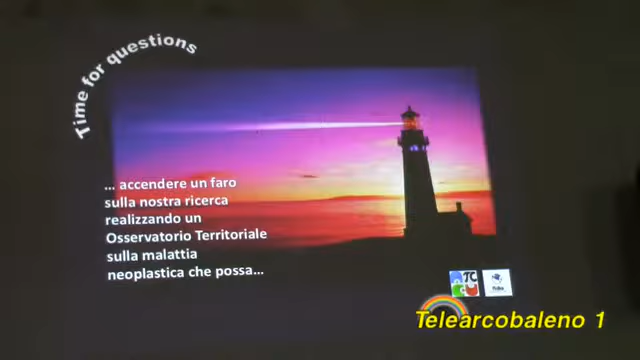 Time for questions
... accendere un faro
sulla nostra ricerca
realizzando un
Osservatorio Territoriale
sulla malattia
neoplastica che possa...
Telearcobaleno 1